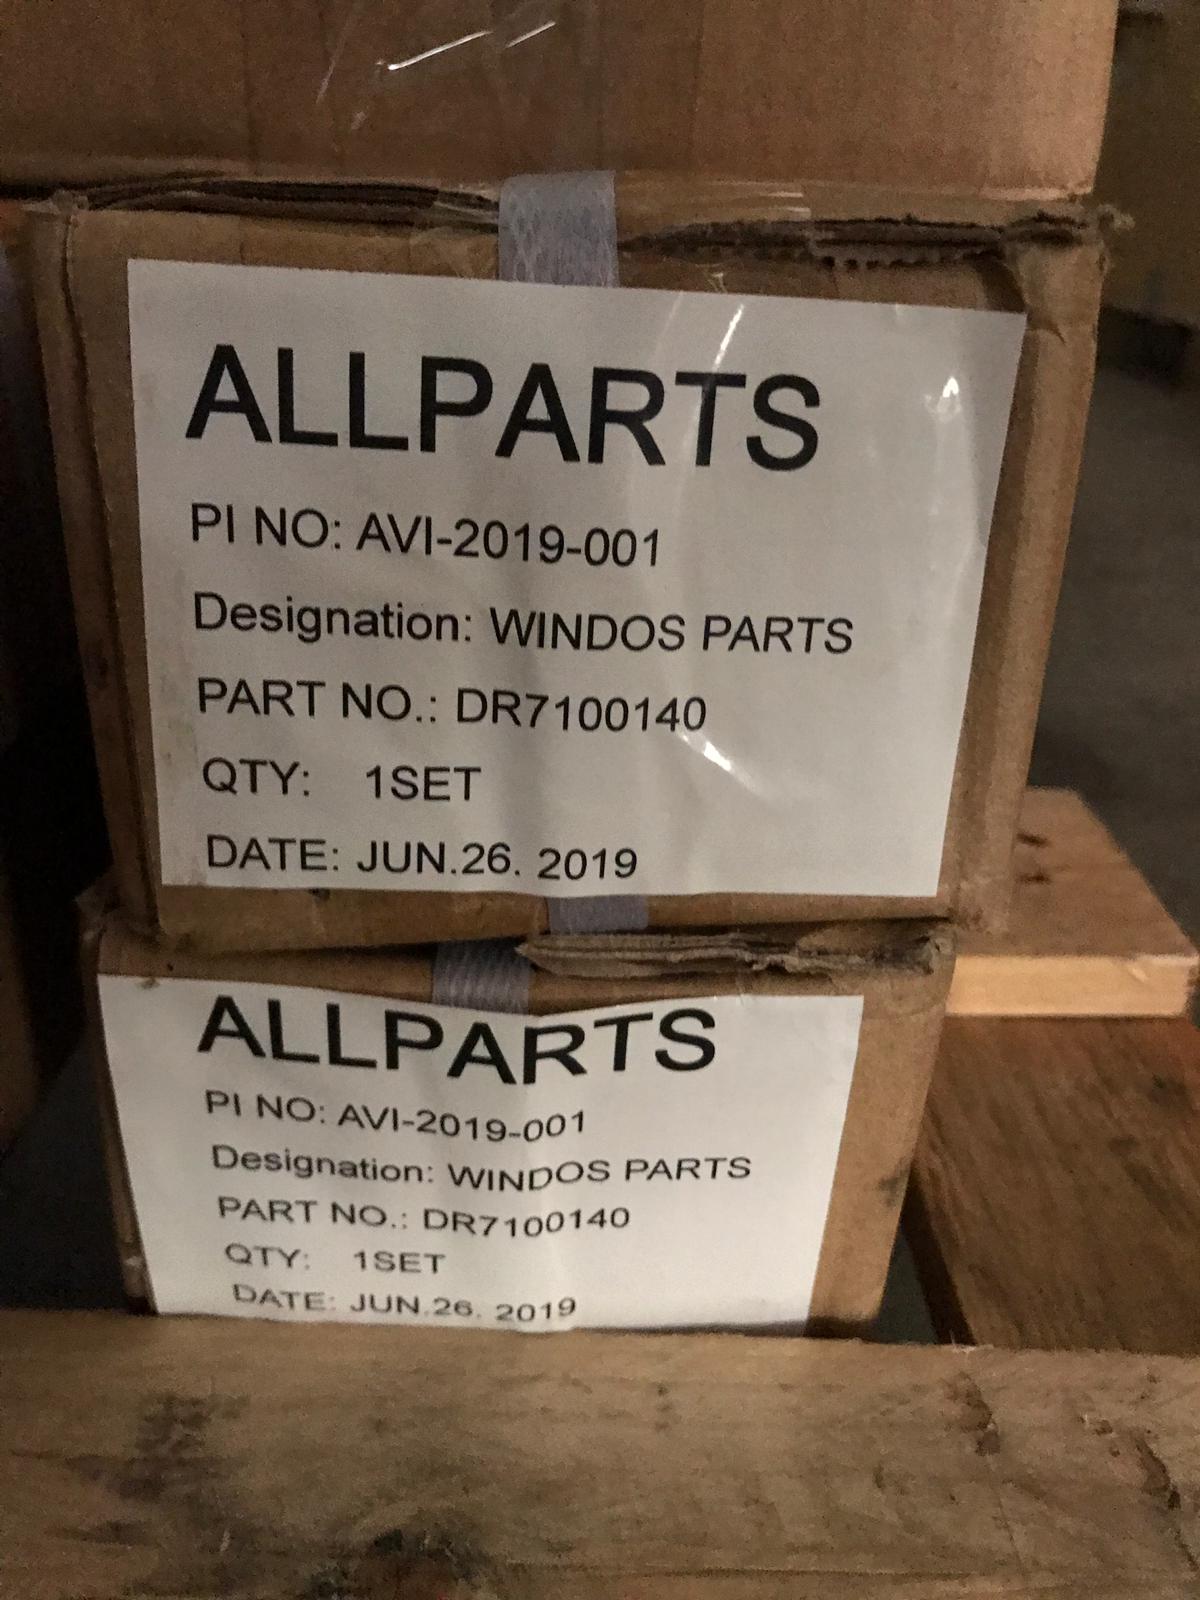 ALLPARTS
PI NO: AVI-2019-001
Designation: WINDOS PARTS
PART NO.: DR7100140
QTY: 1SET
DATE: JUN.26. 2019
ALLPARTS
PI NO: AVI-2019-001
Designation: WINDOS PARTS
PART NO.: DR7100140
QTY: 1SET
DATE: JUN.26. 2019